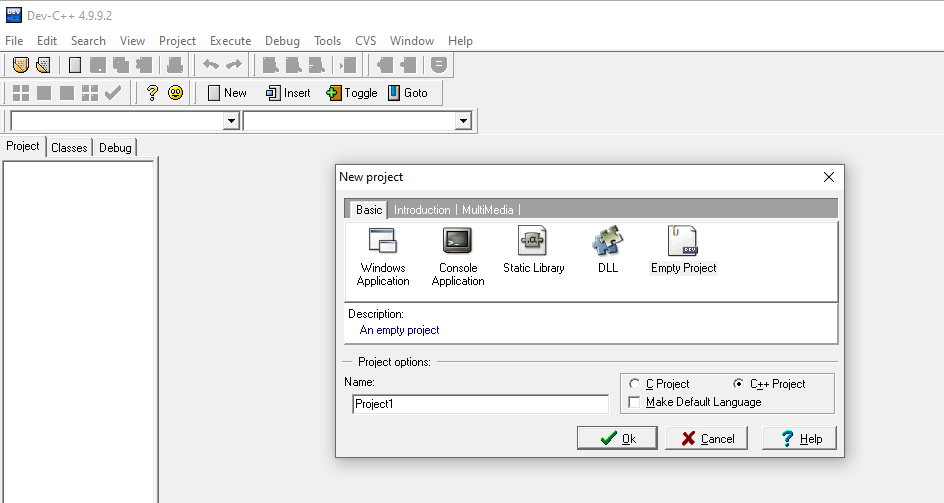 Dev-C++ 4.9.9.2
File Edit Search View Project Execute Debug Tools CVS Window Help
New Insert Toggle Goto
Project Classes Debug
New project
Basic Introduction MultiMedia
Windows Application Console Application Static Library DLL Empty Project
Description:
An empty project
Project options:
Name:
Project1
C Project C++ Project
Make Default Language
Ok Cancel Help